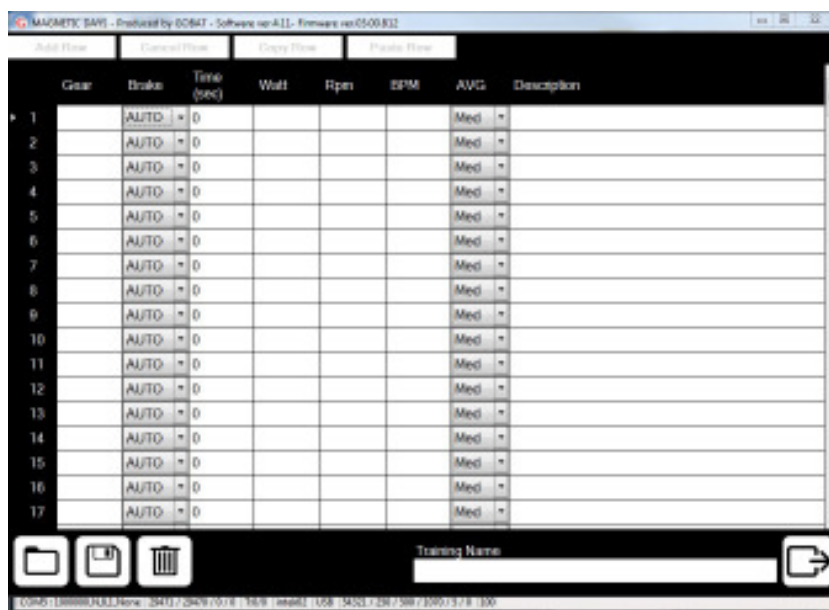 MAGNETIC DAYS - Produced by GOBAT - Software ver A11 - Firmware ver.0500.B12
Add Row Cancel Row Copy Row Paste Row
Gear Brake Time (sec) Watt Rpm BPM AVG Description
1 AUTO 0 Med
2 AUTO 0 Med
3 AUTO 0 Med
4 AUTO 0 Med
5 AUTO 0 Med
6 AUTO 0 Med
7 AUTO 0 Med
8 AUTO 0 Med
9 AUTO 0 Med
10 AUTO 0 Med
11 AUTO 0 Med
12 AUTO 0 Med
13 AUTO 0 Med
14 AUTO 0 Med
15 AUTO 0 Med
16 AUTO 0 Med
17 AUTO 0 Med
Training Name